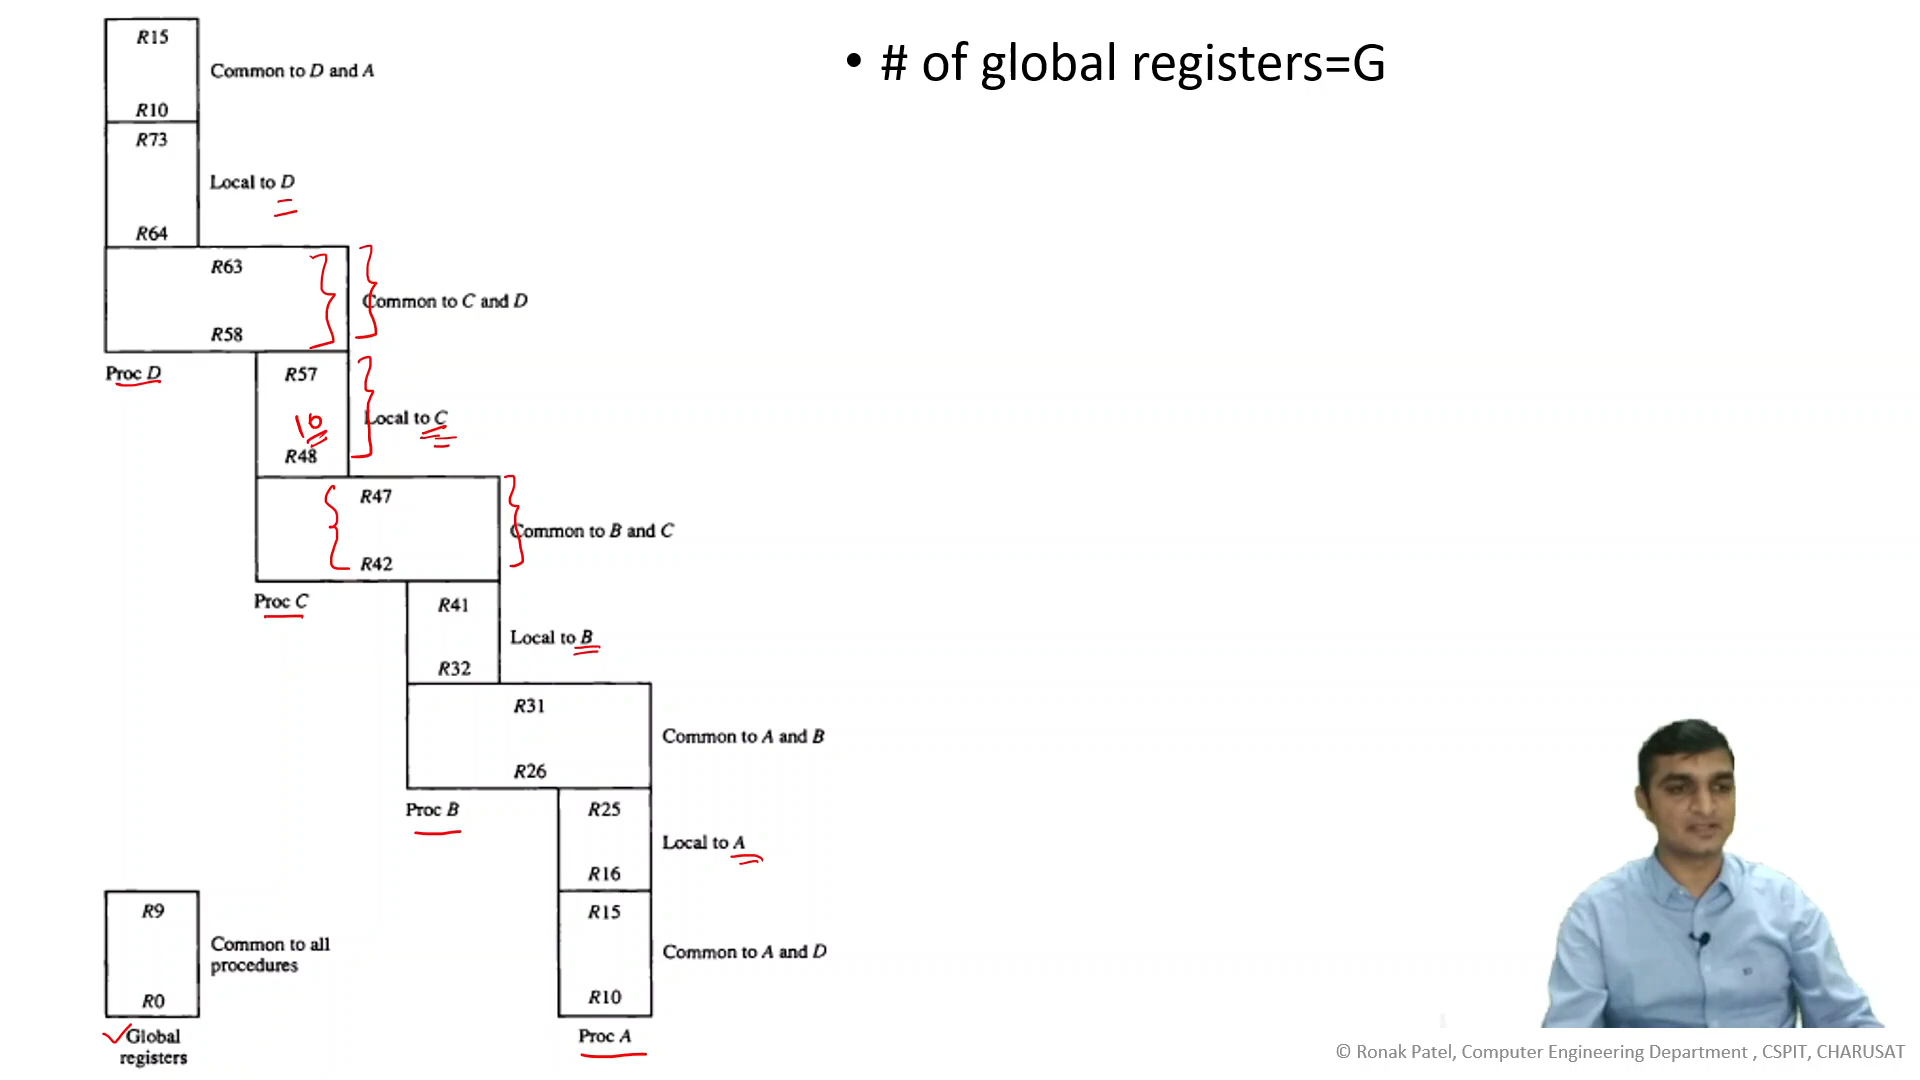 • # of global registers=G
R15
Common to D and A
R10
R73
Local to D
R64
R63
Common to C and D
R58
Proc D
R57
Local to C
10
R48
R47
Common to B and C
R42
Proc C
R41
Local to B
R32
R31
Common to A and B
R26
Proc B
R25
Local to A
R16
R15
Common to A and D
R10
Proc A
R9
Common to all
procedures
R0
Global
registers
© Ronak Patel, Computer Engineering Department , CSPIT, CHARUSAT